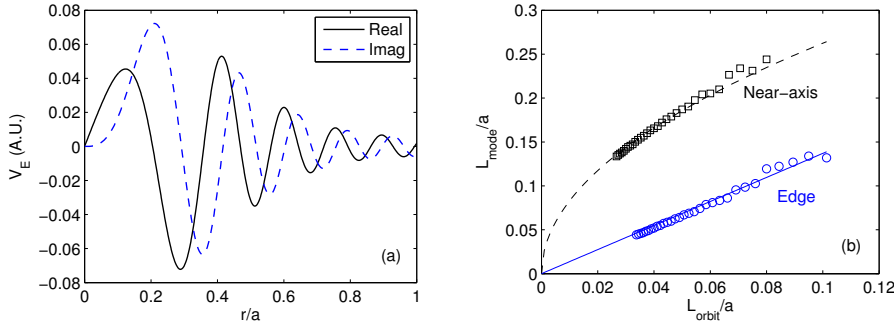 0.08
0.06
0.04
0.02
0
−0.02
−0.04
−0.06
−0.08
V_E (A.U.)
0
0.2
0.4
0.6
0.8
1
r/a
Real
Imag
(a)
0.3
0.25
0.2
0.15
0.1
0.05
0
L_mode/a
0
0.02
0.04
0.06
0.08
0.1
0.12
L_orbit/a
Near−axis
Edge
(b)